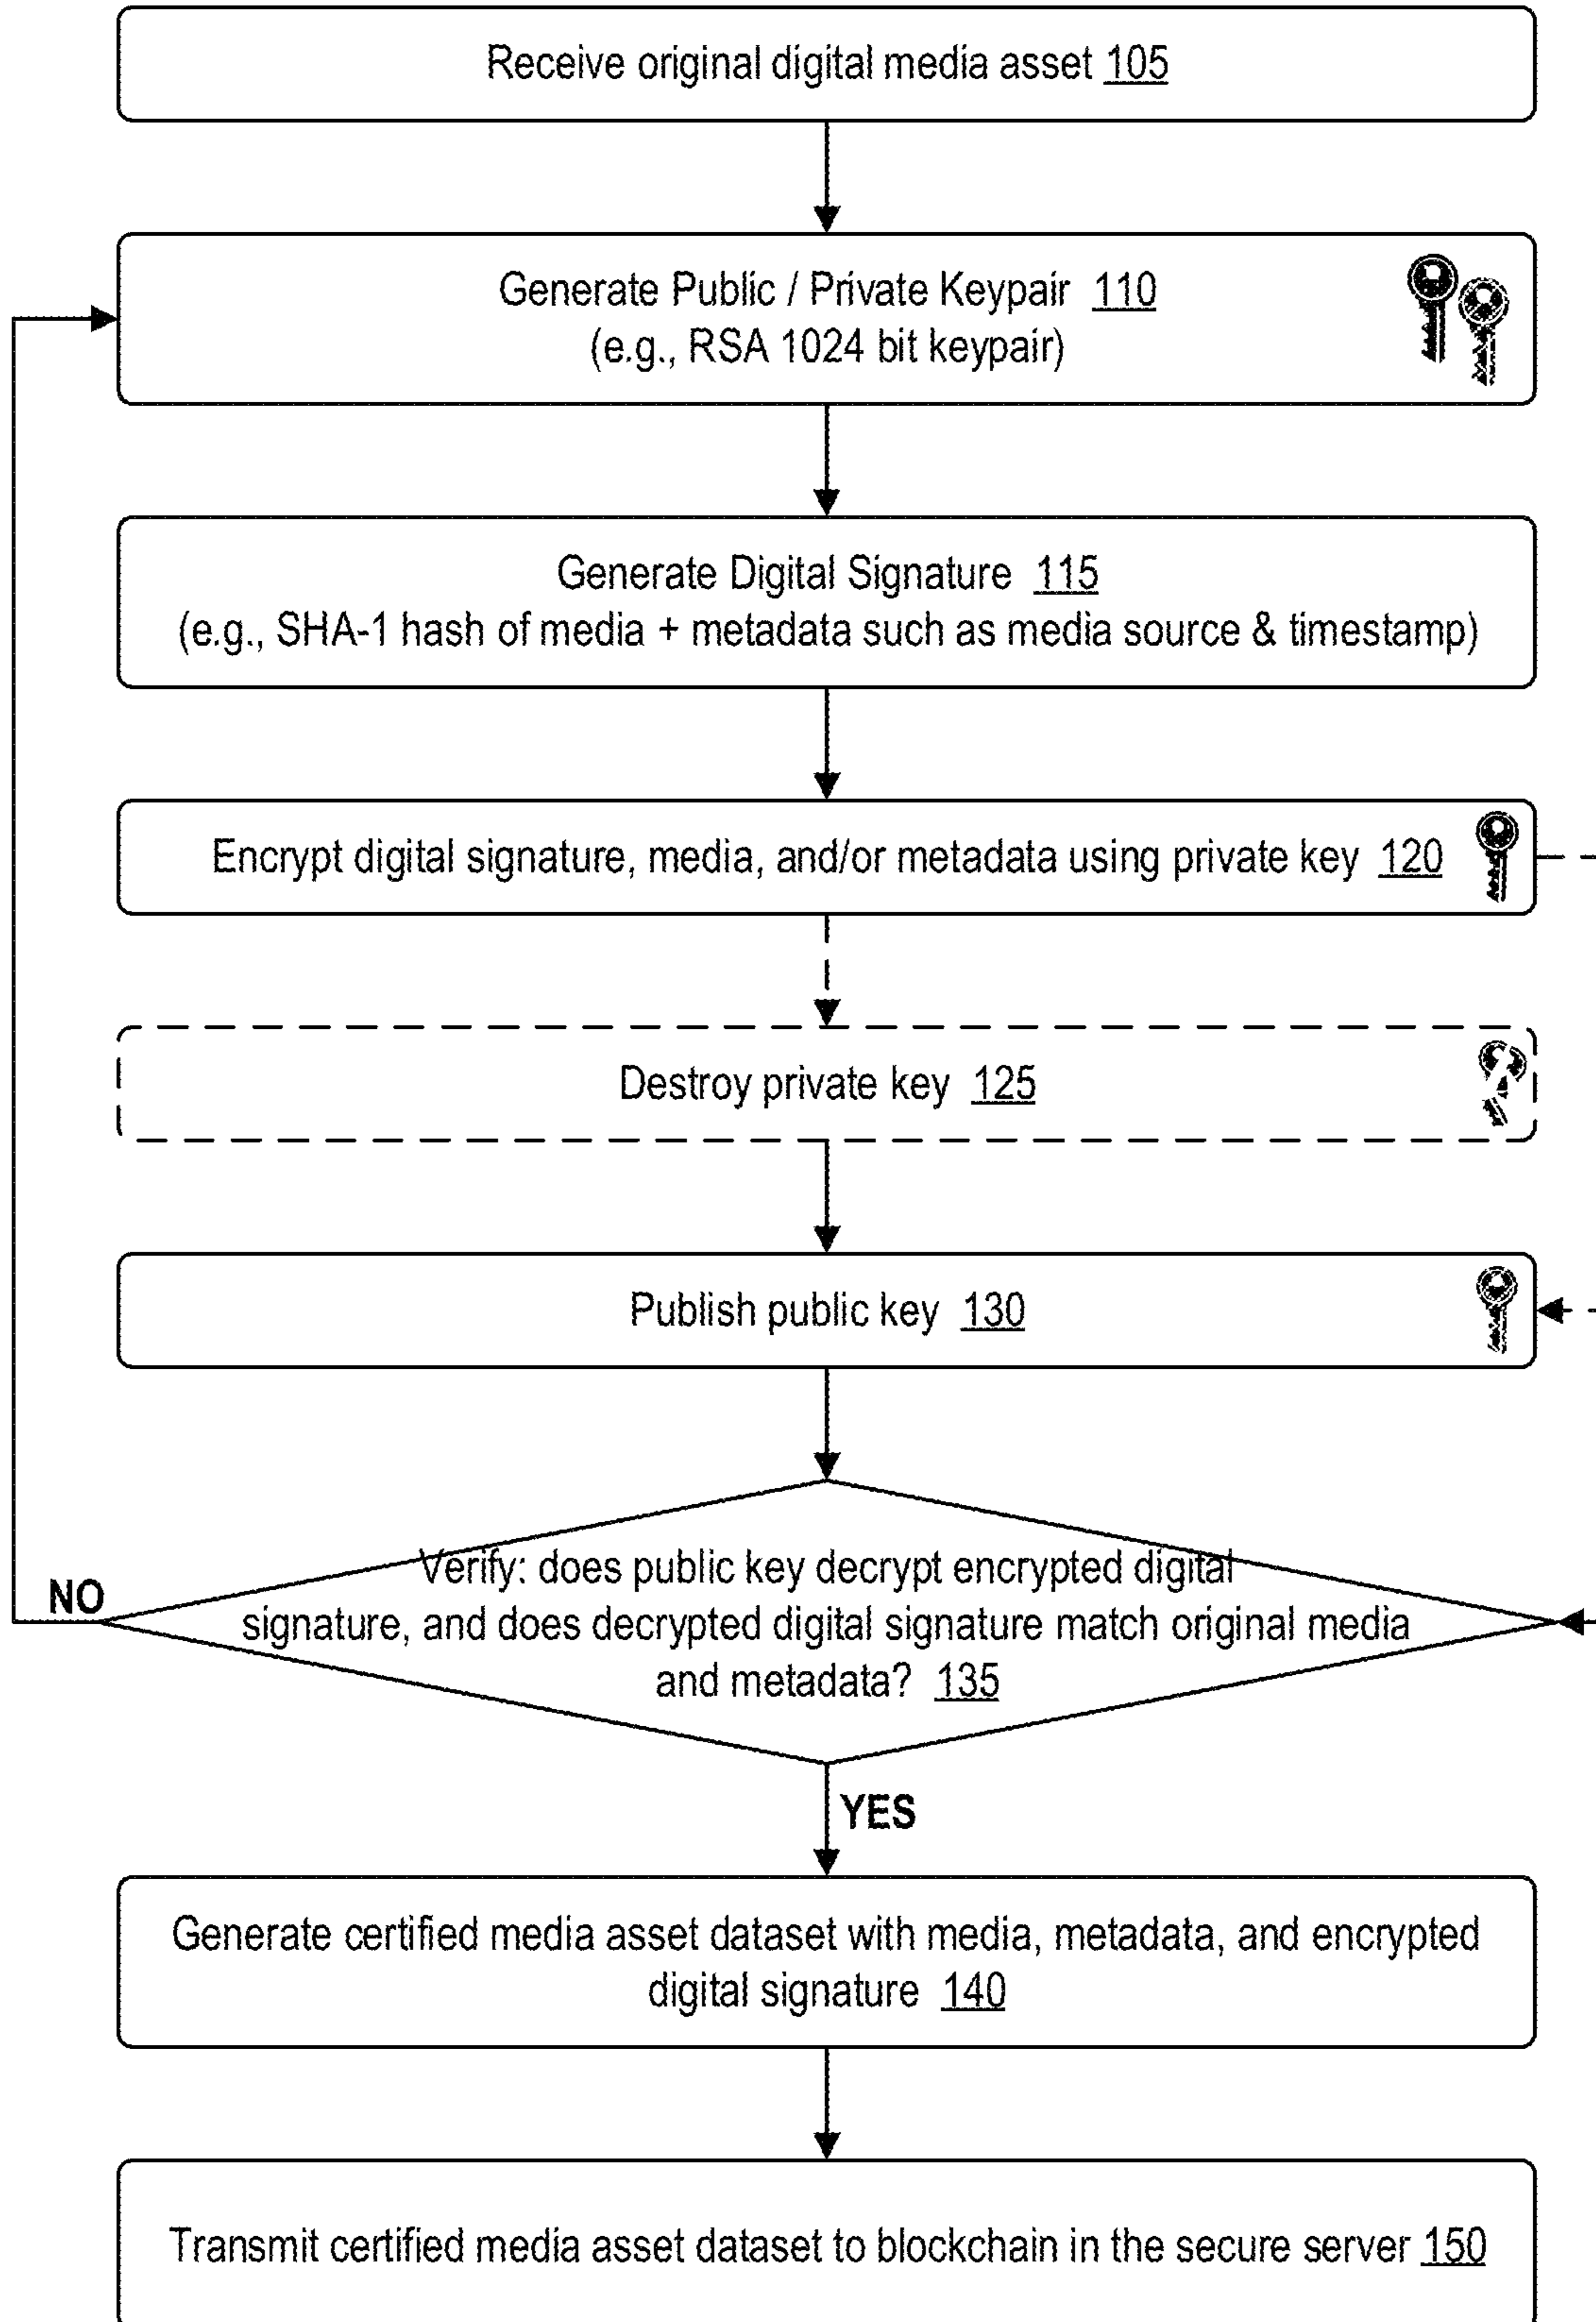 Receive original digital media asset 105
Generate Public / Private Keypair 110
(e.g., RSA 1024 bit keypair)
Generate Digital Signature 115
(e.g., SHA-1 hash of media + metadata such as media source & timestamp)
Encrypt digital signature, media, and/or metadata using private key 120
Destroy private key 125
Publish public key 130
Verify: does public key decrypt encrypted digital
signature, and does decrypted digital signature match original media
and metadata? 135
NO
YES
Generate certified media asset dataset with media, metadata, and encrypted
digital signature 140
Transmit certified media asset dataset to blockchain in the secure server 150